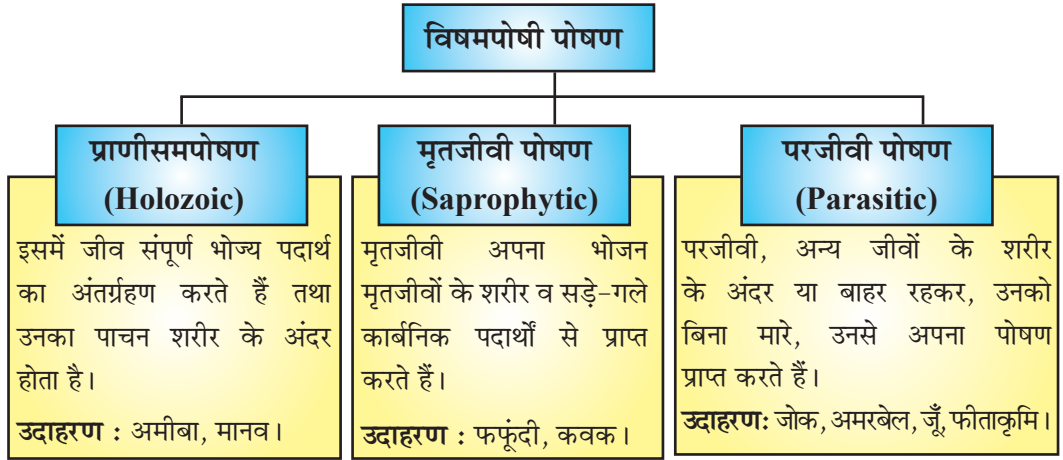 विषमपोषी पोषण
प्राणीसमपोषण
(Holozoic)
इसमें जीव संपूर्ण भोज्य पदार्थ
का अंतर्ग्रहण करते हैं तथा
उनका पाचन शरीर के अंदर
होता है।
उदाहरण : अमीबा, मानव।
मृतजीवी पोषण
(Saprophytic)
मृतजीवी अपना भोजन
मृतजीवों के शरीर व सड़े-गले
कार्बनिक पदार्थों से प्राप्त
करते हैं।
उदाहरण : फफूंदी, कवक।
परजीवी पोषण
(Parasitic)
परजीवी, अन्य जीवों के शरीर
के अंदर या बाहर रहकर, उनको
बिना मारे, उनसे अपना पोषण
प्राप्त करते हैं।
उदाहरण: जोक, अमरबेल, जूँ, फीताकृमि।